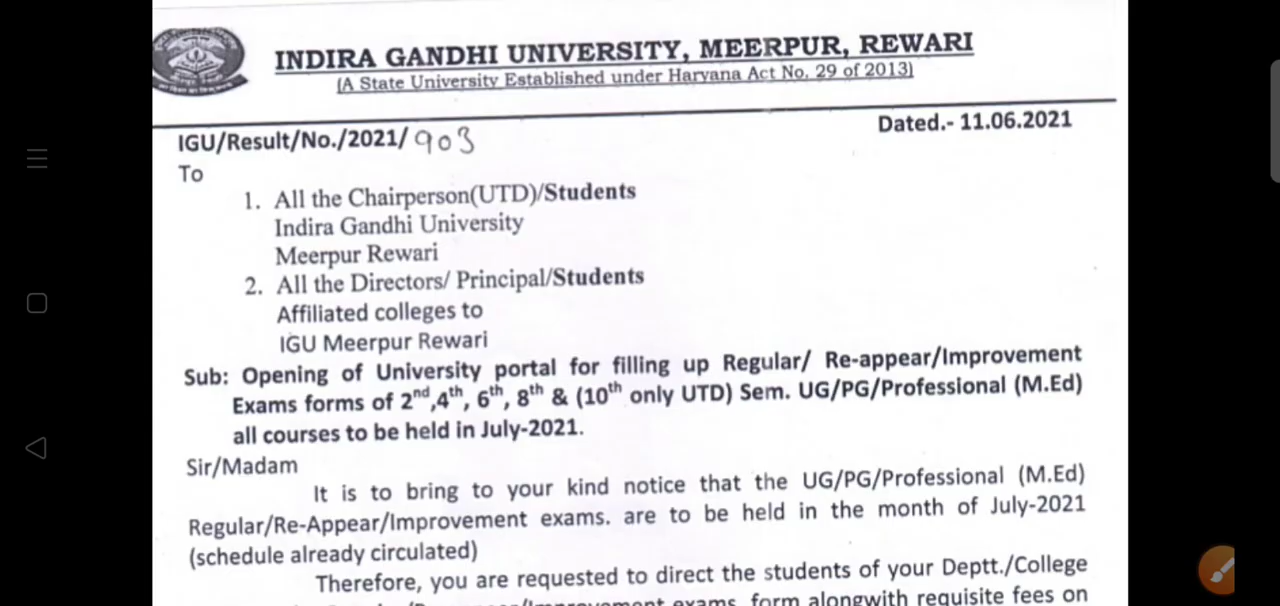 INDIRA GANDHI UNIVERSITY, MEERPUR, REWARI
(A State University Established under Haryana Act No. 29 of 2013)
IGU/Result/No./2021/903
Dated.- 11.06.2021
To
1. All the Chairperson(UTD)/Students
Indira Gandhi University
Meerpur Rewari
2. All the Directors/ Principal/Students
Affiliated colleges to
IGU Meerpur Rewari
Sub: Opening of University portal for filling up Regular/ Re-appear/Improvement
Exams forms of 2nd,4th, 6th, 8th & (10th only UTD) Sem. UG/PG/Professional (M.Ed)
all courses to be held in July-2021.
Sir/Madam
It is to bring to your kind notice that the UG/PG/Professional (M.Ed)
Regular/Re-Appear/Improvement exams. are to be held in the month of July-2021
(schedule already circulated)
Therefore, you are requested to direct the students of your Deptt./College
exams. form alongwith requisite fees on